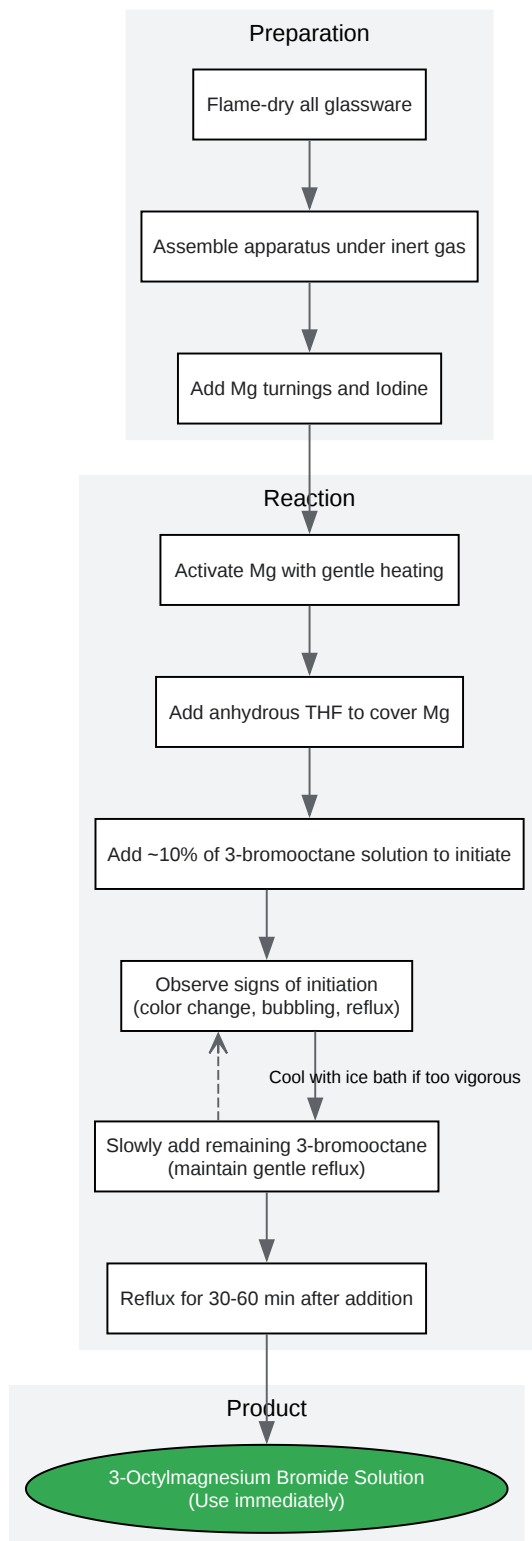 Preparation
Flame-dry all glassware
Assemble apparatus under inert gas
Add Mg turnings and Iodine
Reaction
Activate Mg with gentle heating
Add anhydrous THF to cover Mg
Add ~10% of 3-bromooctane solution to initiate
Observe signs of initiation
(color change, bubbling, reflux)
Cool with ice bath if too vigorous
Slowly add remaining 3-bromooctane
(maintain gentle reflux)
Reflux for 30-60 min after addition
Product
3-Octylmagnesium Bromide Solution
(Use immediately)